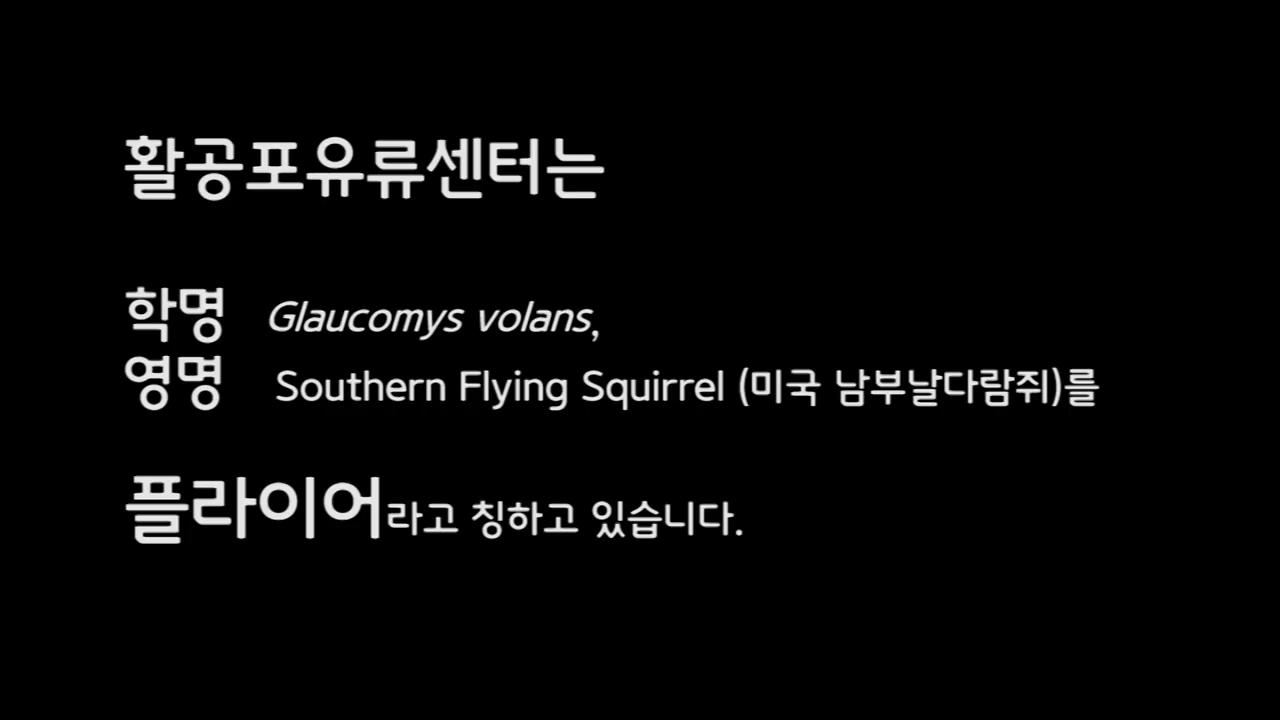 활공포유류센터는
학명 Glaucomys volans,
영명 Southern Flying Squirrel (미국 남부날다람쥐)를
플라이어라고 칭하고 있습니다.